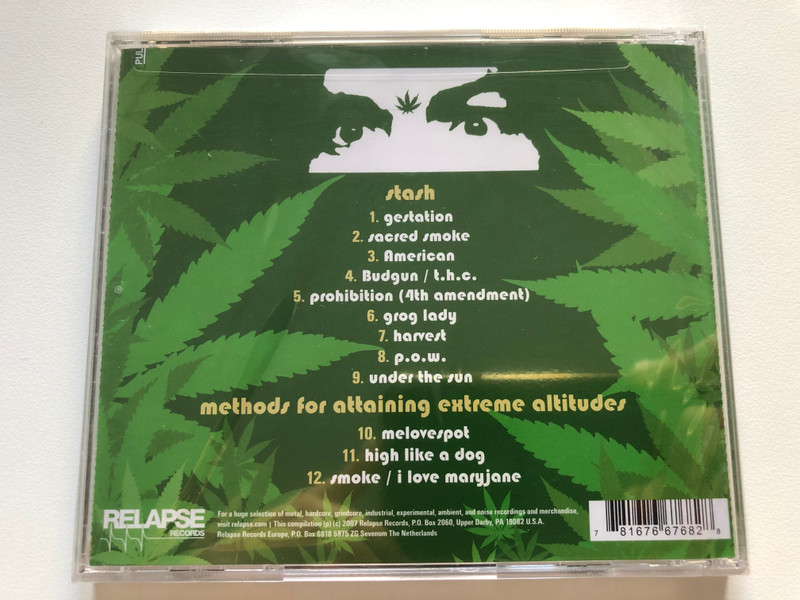 PUL
stash
1. gestation
2. sacred smoke
3. American
4. Budgun / t.h.c.
5. prohibition (4th amendment)
6. grog lady
7. harvest
8. p.o.w.
9. under the sun
methods for attaining extreme altitudes
10. melovespot
11. high like a dog
12. smoke / i love maryjane
RELAPSE
RECORDS
For a huge selection of metal, hardcore, grindcore, industrial, experimental, ambient, and noise recordings and merchandise,
visit relapse.com | This compilation (p) (c) 2007 Relapse Records, P.O. Box 2060, Upper Darby, PA 19082 U.S.A.
Relapse Records Europe, P.O. Box 6818 5975 ZG Sevenum The Netherlands
7 81676 67682 8